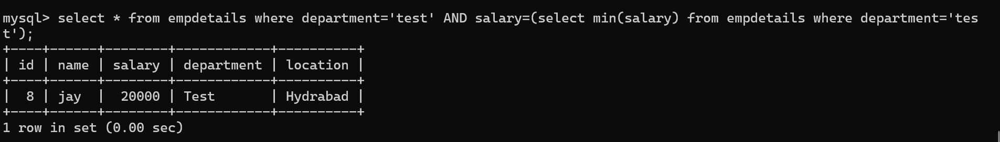 mysql> select * from empdetails where department='test' AND salary=(select min(salary) from empdetails where department='tes
t');
+----+------+--------+------------+----------+
| id | name | salary | department | location |
+----+------+--------+------------+----------+
|  8 | jay  |  20000 | Test       | Hydrabad |
+----+------+--------+------------+----------+
1 row in set (0.00 sec)